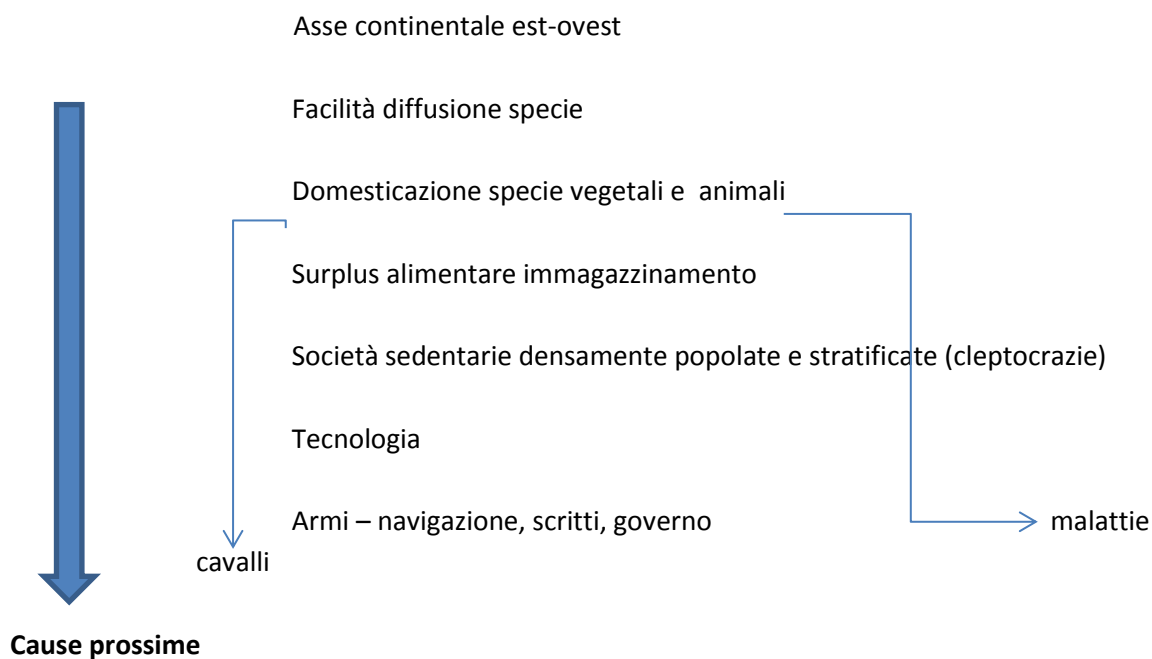 Asse continentale est-ovest
Facilità diffusione specie
Domesticazione specie vegetali e  animali
Surplus alimentare immagazzinamento
Società sedentarie densamente popolate e stratificate (cleptocrazie)
Tecnologia
Armi – navigazione, scritti, governo
malattie
cavalli
Cause prossime